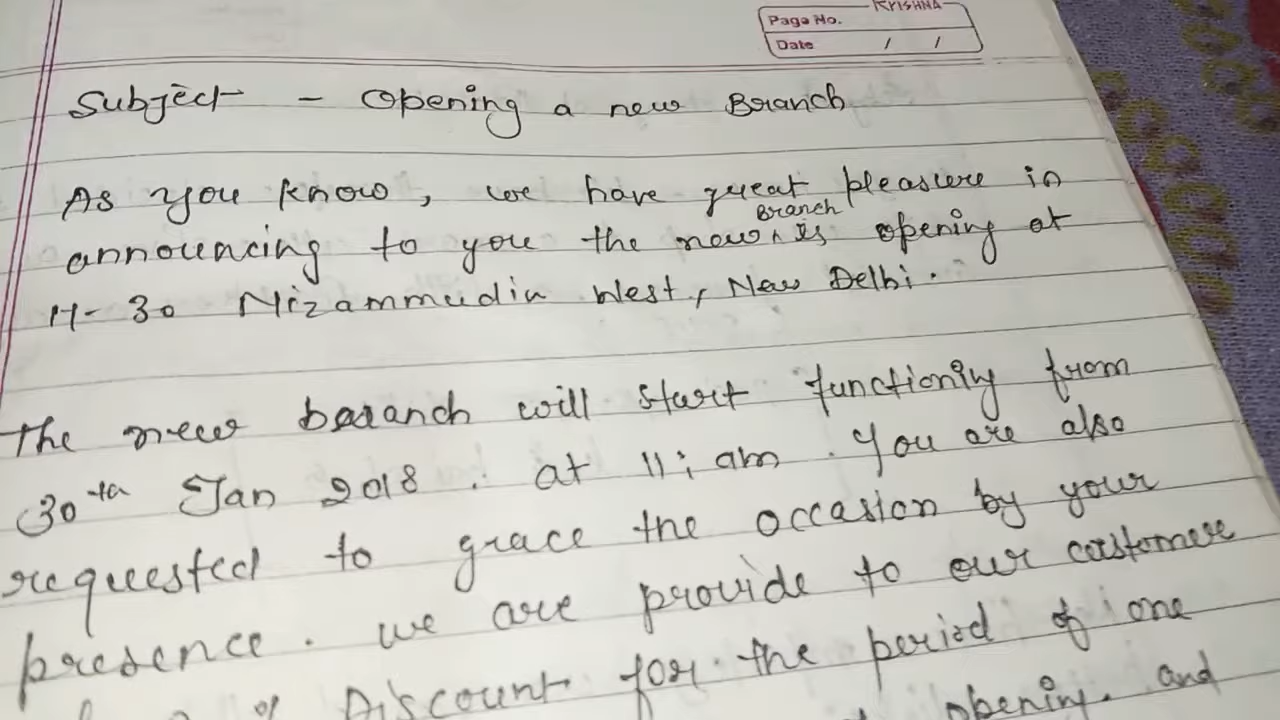 KRISHNA
Page No.
Date / /
Subject - Opening a new Branch
As you know, we have great pleasure in
Branch
announcing to you the new ^ is opening at
H-30 Nizammudin West, New Delhi.
The new branch will start functioning from
30th Jan 2018. at 11: am. You are also
requested to grace the occasion by your
presence. we are provide to our customere
% Discount for the period of one
opening. and